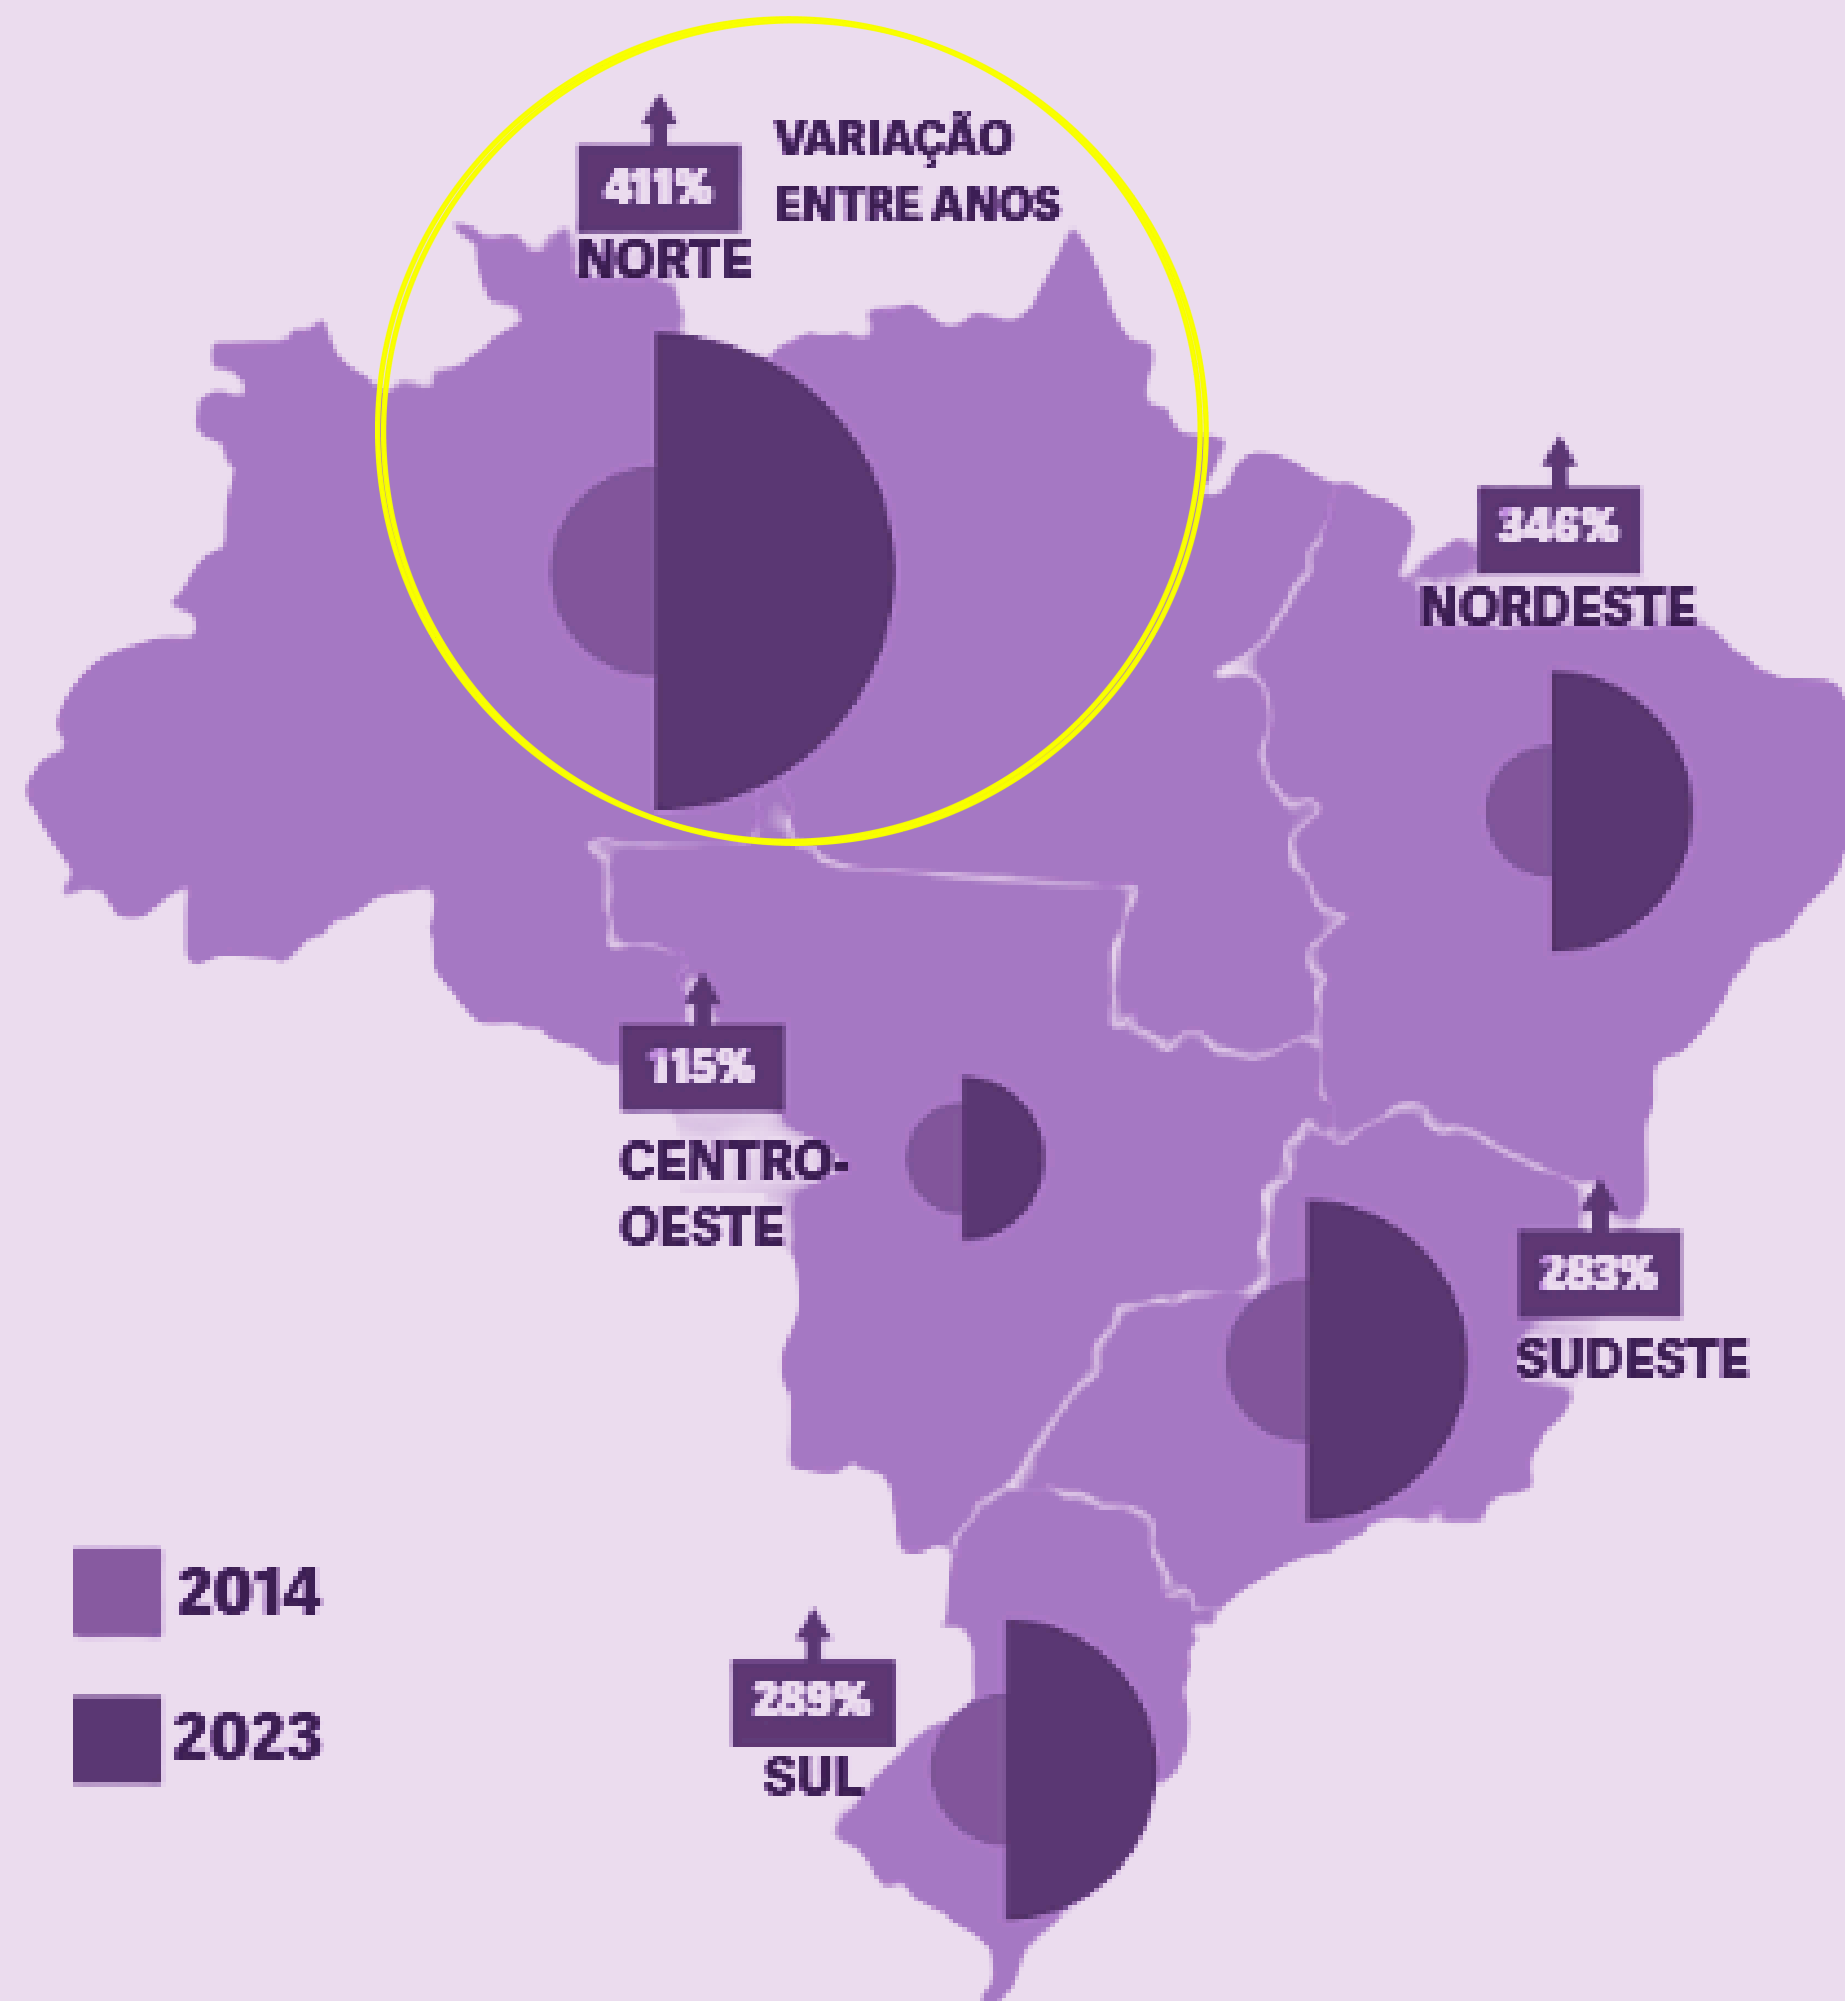 411%
NORTE
VARIAÇÃO
ENTRE ANOS
346%
NORDESTE
115%
CENTRO-
OESTE
283%
SUDESTE
289%
SUL
2014
2023